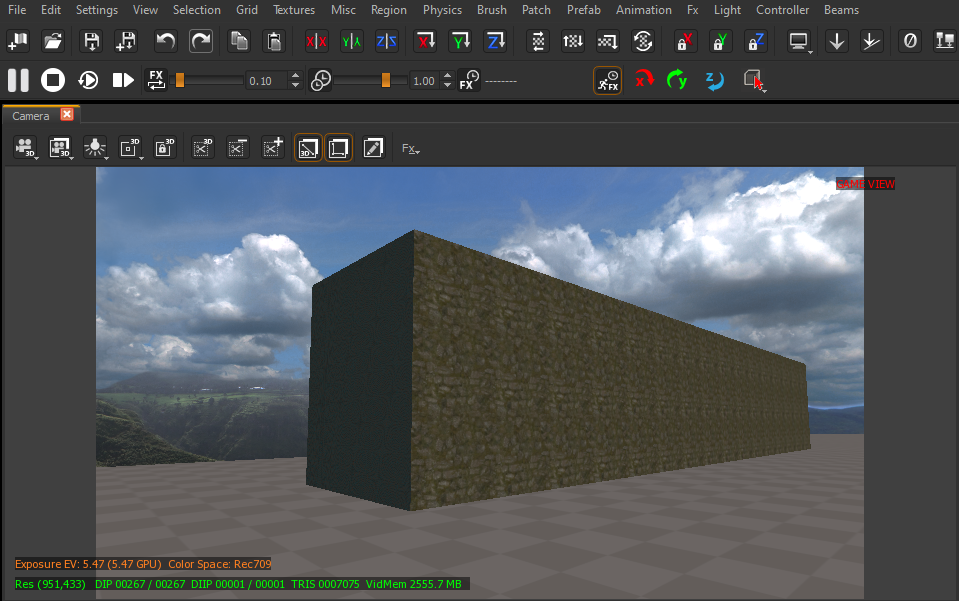 File Edit Settings View Selection Grid Textures Misc Region Physics Brush Patch Prefab Animation Fx Light Controller Beams
X X Y Y Z Z X Y Z X Y Z
FX 0.10 1.00 FX FX x y z
Camera
3D 3D 3D 3D 3D 3D Fx
GAME VIEW
Exposure EV: 5.47 (5.47 GPU) Color Space: Rec709
Res (951,433) DIP 00267 / 00267 DIIP 00001 / 00001 TRIS 0007075 VidMem 2555.7 MB